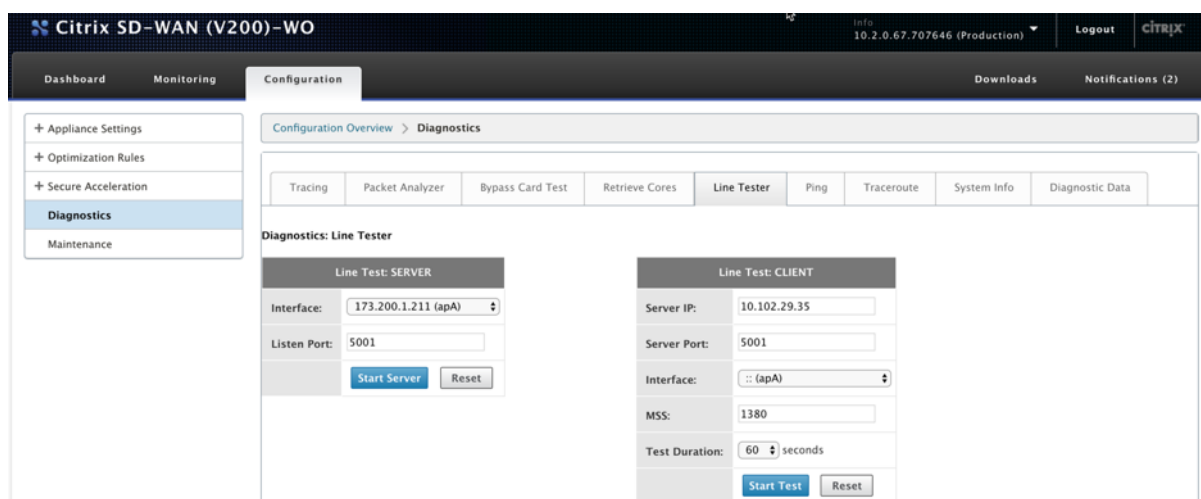 Citrix SD-WAN (V200)-WO
Info
10.2.0.67.707646 (Production)
Logout
CITRIX
Dashboard Monitoring Configuration Downloads Notifications (2)
+ Appliance Settings
+ Optimization Rules
+ Secure Acceleration
Diagnostics
Maintenance
Configuration Overview > Diagnostics
Tracing Packet Analyzer Bypass Card Test Retrieve Cores Line Tester Ping Traceroute System Info Diagnostic Data
Diagnostics: Line Tester
Line Test: SERVER
Interface: 173.200.1.211 (apA)
Listen Port: 5001
Start Server Reset
Line Test: CLIENT
Server IP: 10.102.29.35
Server Port: 5001
Interface: :: (apA)
MSS: 1380
Test Duration: 60 seconds
Start Test Reset